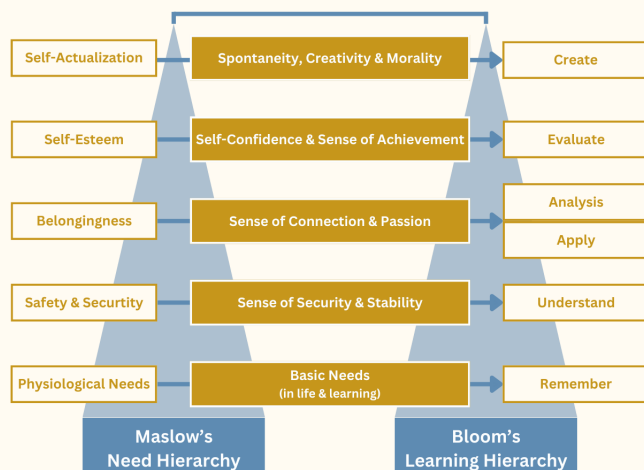 Self-Actualization
Spontaneity, Creativity & Morality
Create
Self-Esteem
Self-Confidence & Sense of Achievement
Evaluate
Belongingness
Sense of Connection & Passion
Analysis
Apply
Safety & Securtity
Sense of Security & Stability
Understand
Physiological Needs
Basic Needs
(in life & learning)
Remember
Maslow's
Need Hierarchy
Bloom's
Learning Hierarchy